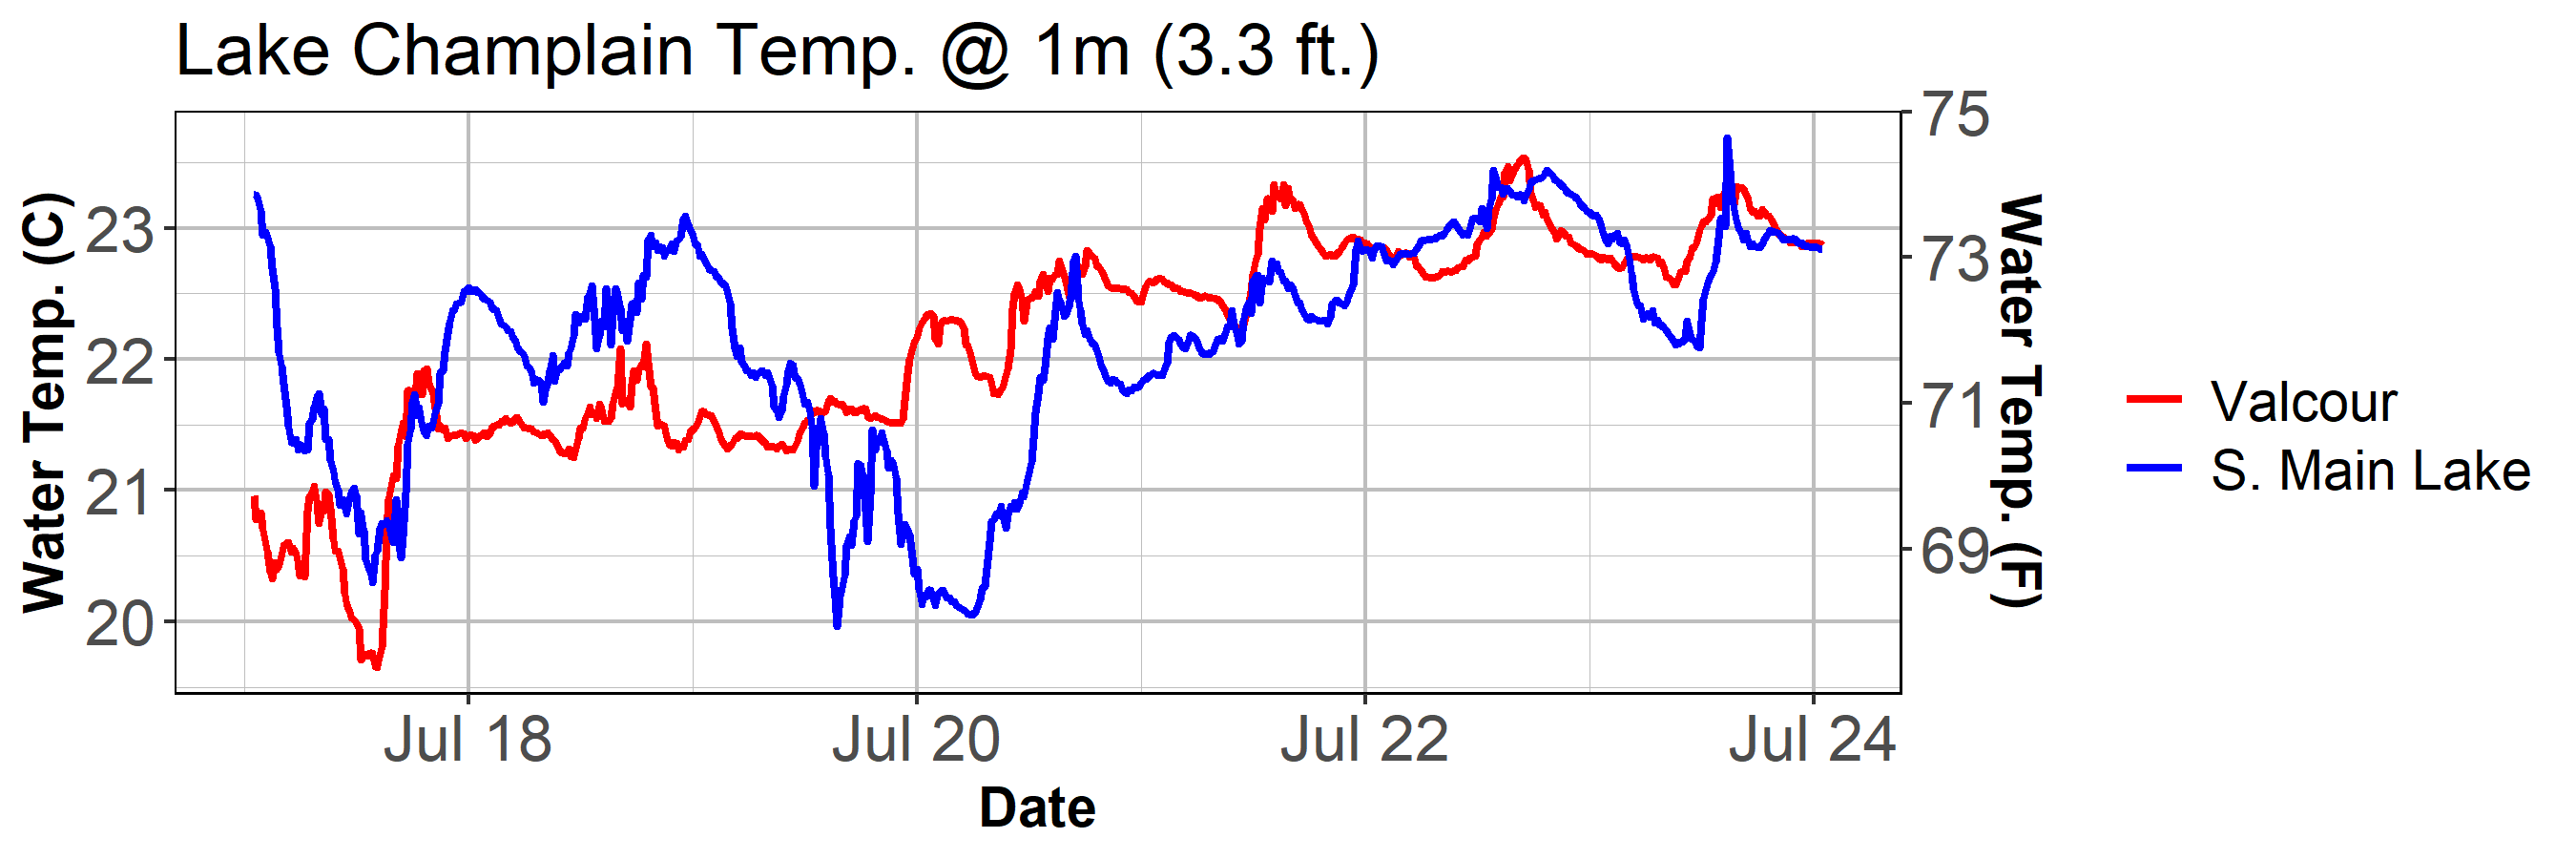 Lake Champlain Temp. @ 1m (3.3 ft.)
Water Temp. (C)
23
22
21
20
75
73
71
69
Water Temp. (F)
Jul 18
Jul 20
Jul 22
Jul 24
Date
Valcour
S. Main Lake